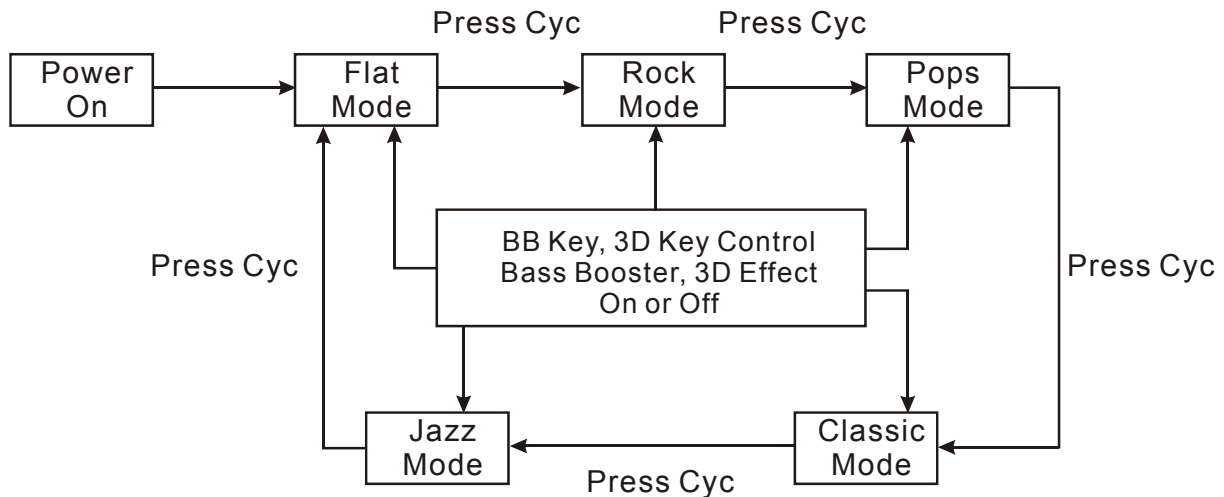 Press Cyc
Press Cyc
Power
On
Flat
Mode
Rock
Mode
Pops
Mode
BB Key, 3D Key Control
Bass Booster, 3D Effect
On or Off
Press Cyc
Press Cyc
Jazz
Mode
Classic
Mode
Press Cyc